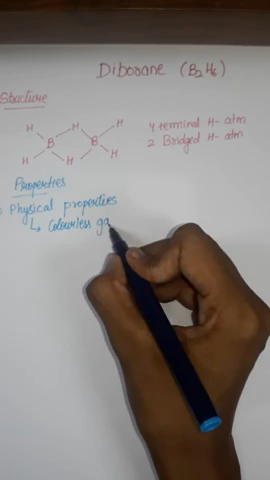 Diborane (B2H6)
Structure
H H H
B B
H H H
4 terminal H- atm
2 Bridged H- atm
Properties
Physical properties
↳ Colourless ga